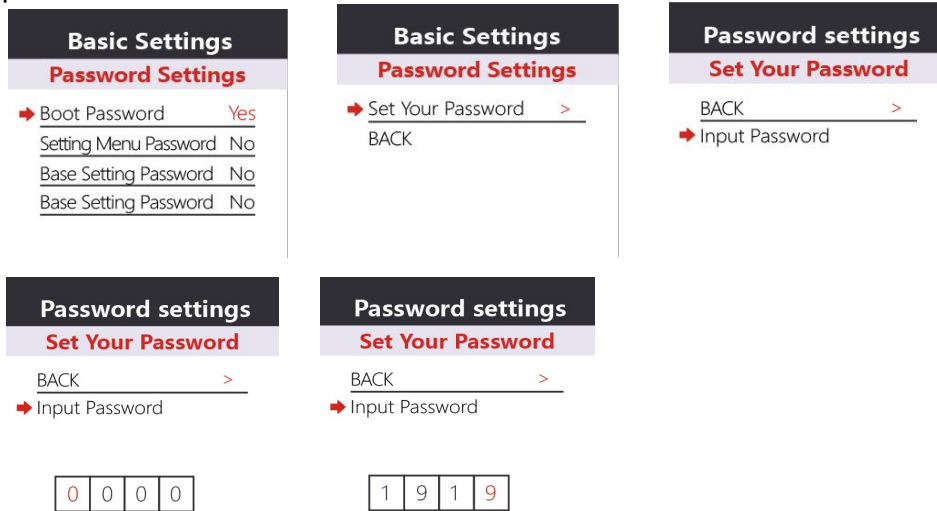 Basic Settings
Password Settings
Boot Password Yes
Setting Menu Password No
Base Setting Password No
Base Setting Password No
Basic Settings
Password Settings
Set Your Password >
BACK
Password settings
Set Your Password
BACK >
Input Password
Password settings
Set Your Password
BACK >
Input Password
0 0 0 0
Password settings
Set Your Password
BACK >
Input Password
1 9 1 9